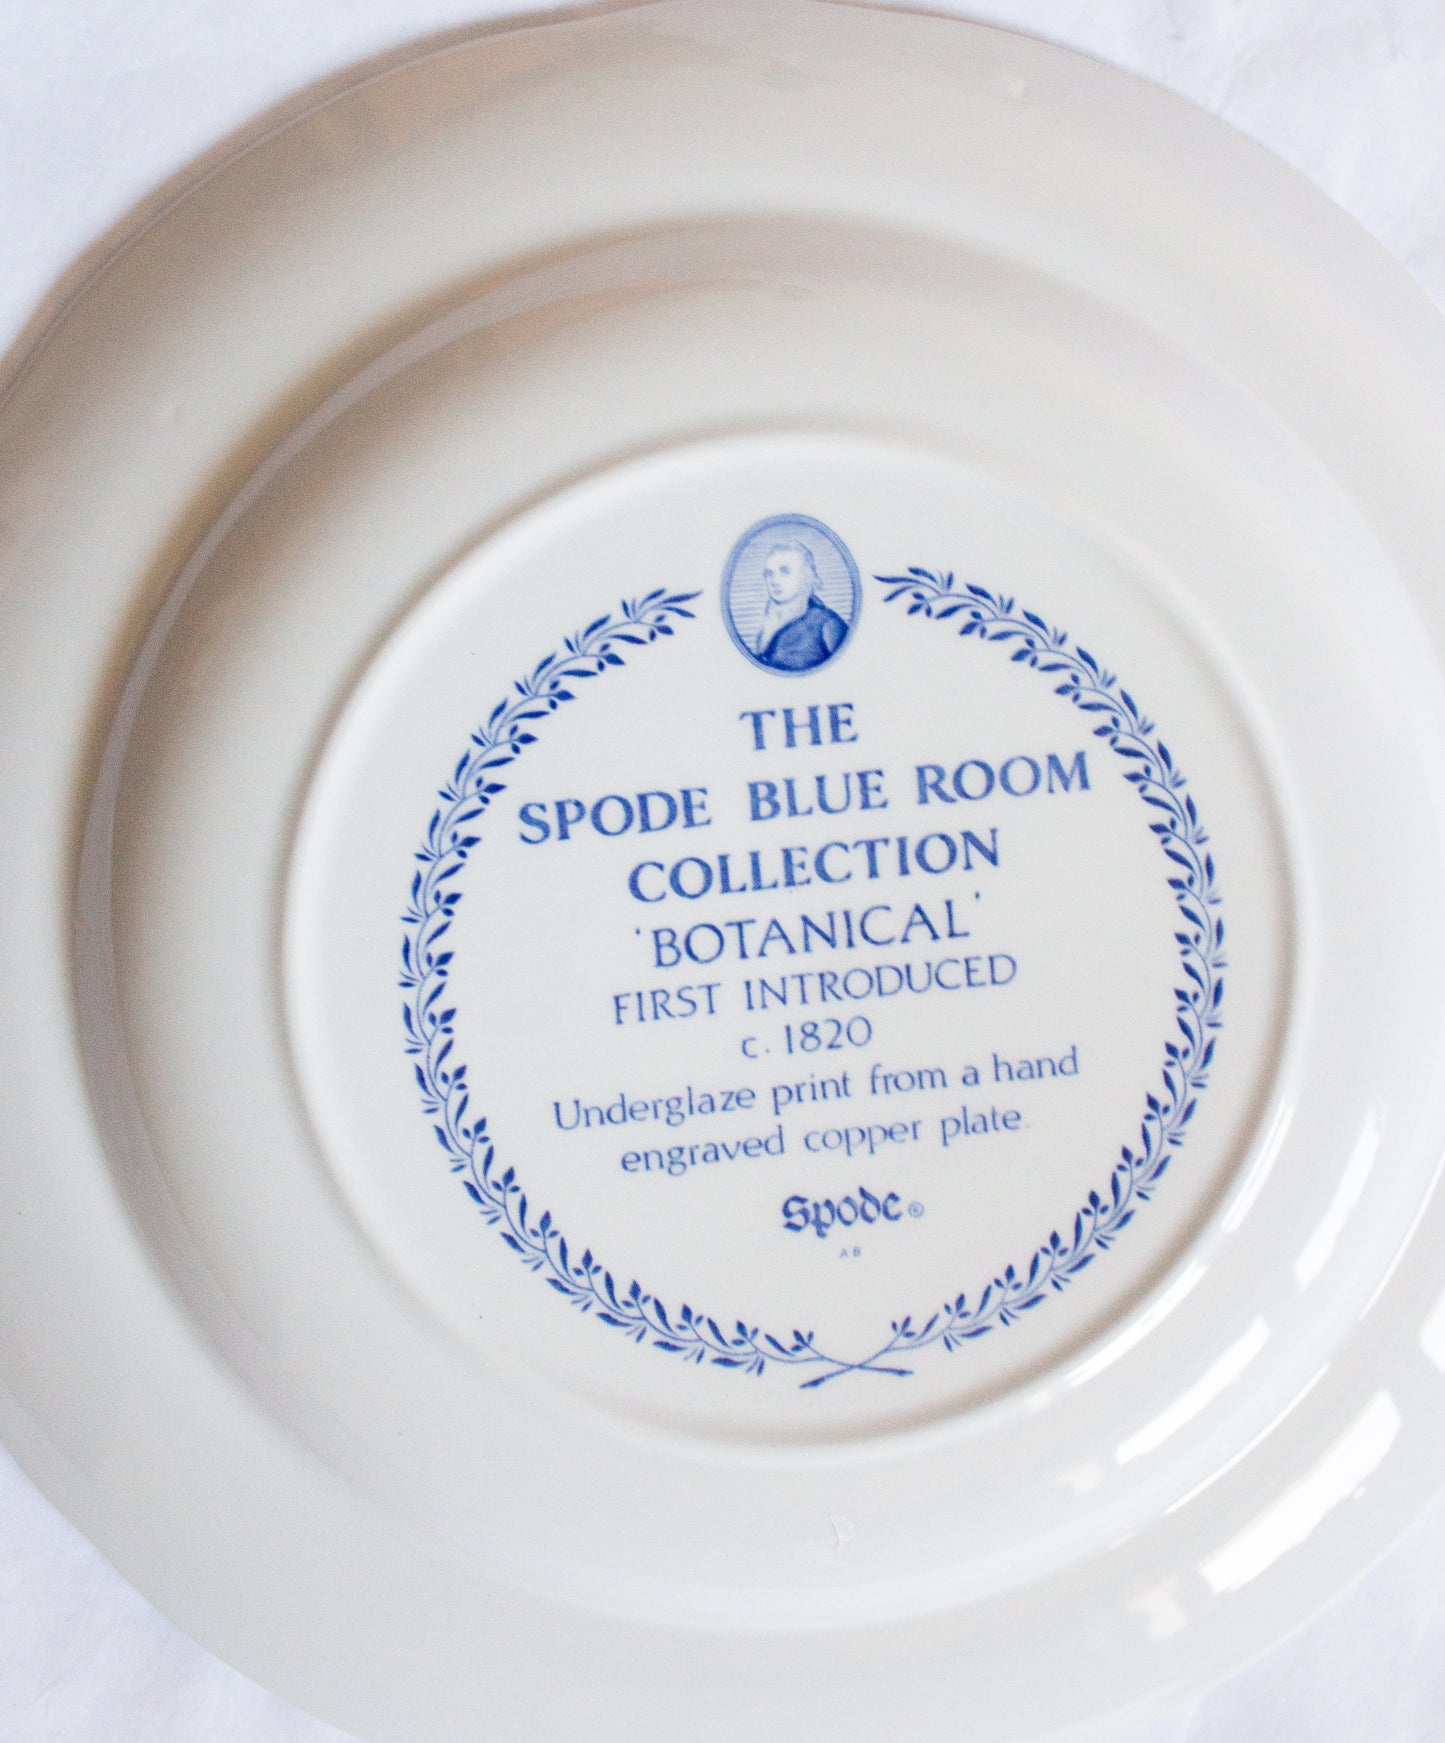 THE
SPODE BLUE ROOM
COLLECTION
'BOTANICAL'
FIRST INTRODUCED
c. 1820
Underglaze print from a hand
engraved copper plate.
Spode®
AB